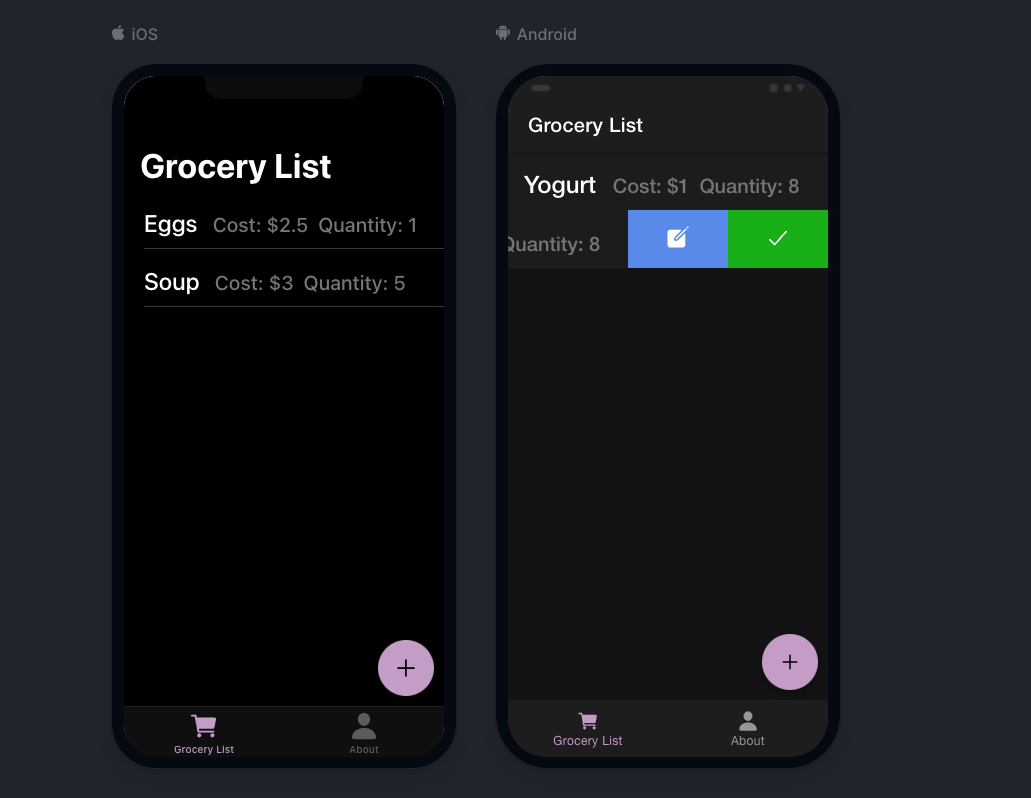 iOS
Grocery List
Eggs Cost: $2.5 Quantity: 1
Soup Cost: $3 Quantity: 5
Grocery List About
Android
Grocery List
Yogurt Cost: $1 Quantity: 8
Quantity: 8
Grocery List About